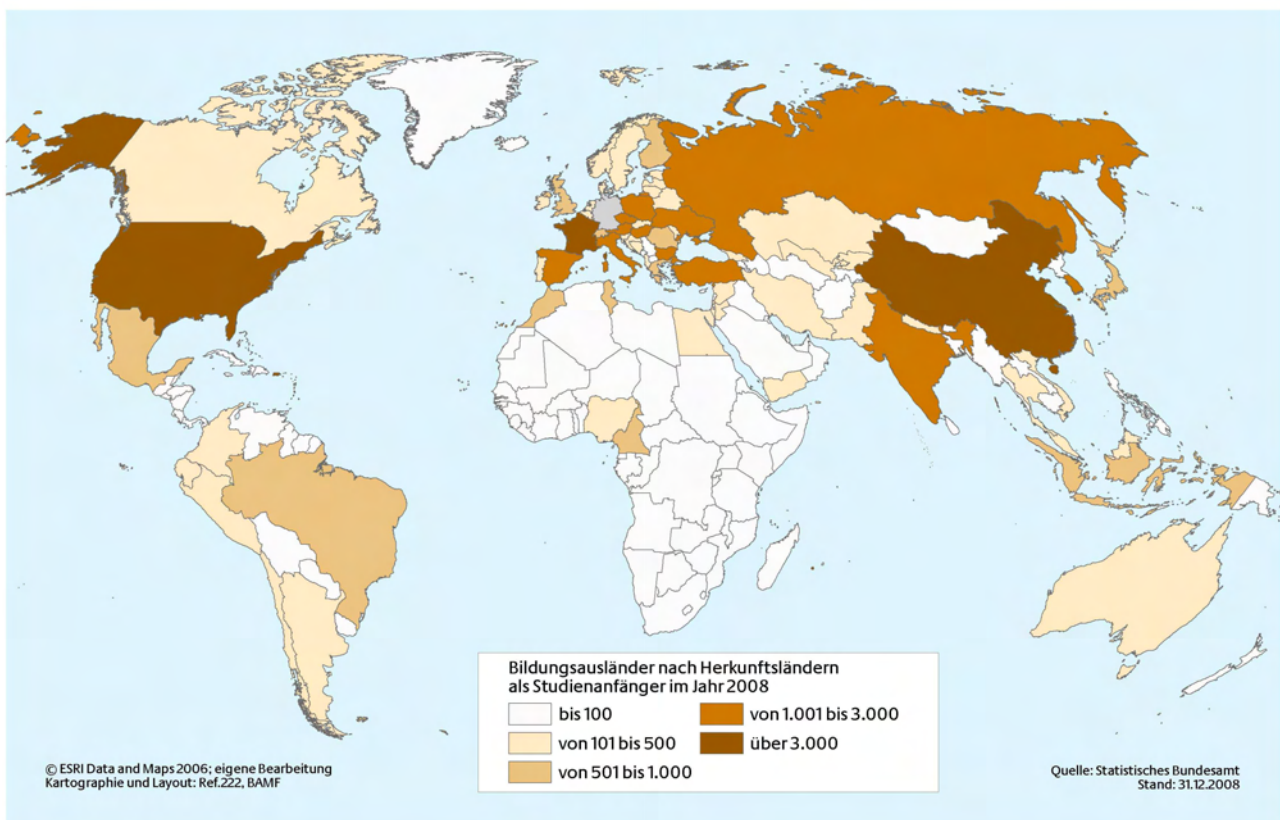 Bildungsausländer nach Herkunftsländern
als Studienanfänger im Jahr 2008
bis 100
von 1.001 bis 3.000
von 101 bis 500
über 3.000
von 501 bis 1.000
© ESRI Data and Maps 2006; eigene Bearbeitung
Kartographie und Layout: Ref.222, BAMF
Quelle: Statistisches Bundesamt
Stand: 31.12.2008